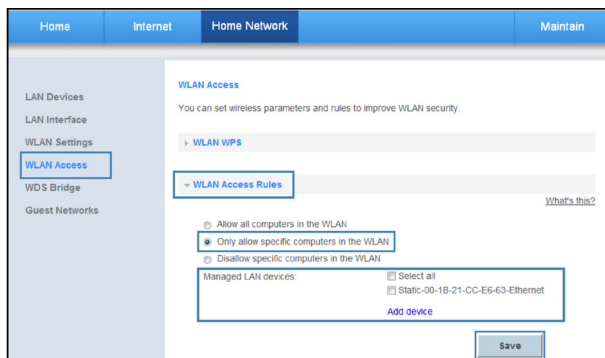 Home Internet Home Network Maintain
LAN Devices
LAN Interface
WLAN Settings
WLAN Access
WDS Bridge
Guest Networks
WLAN Access
You can set wireless parameters and rules to improve WLAN security.
WLAN WPS
WLAN Access Rules
What's this?
Allow all computers in the WLAN
Only allow specific computers in the WLAN
Disallow specific computers in the WLAN
Managed LAN devices: Select all
Static-00-1B-21-CC-E6-63-Ethernet
Add device
Save